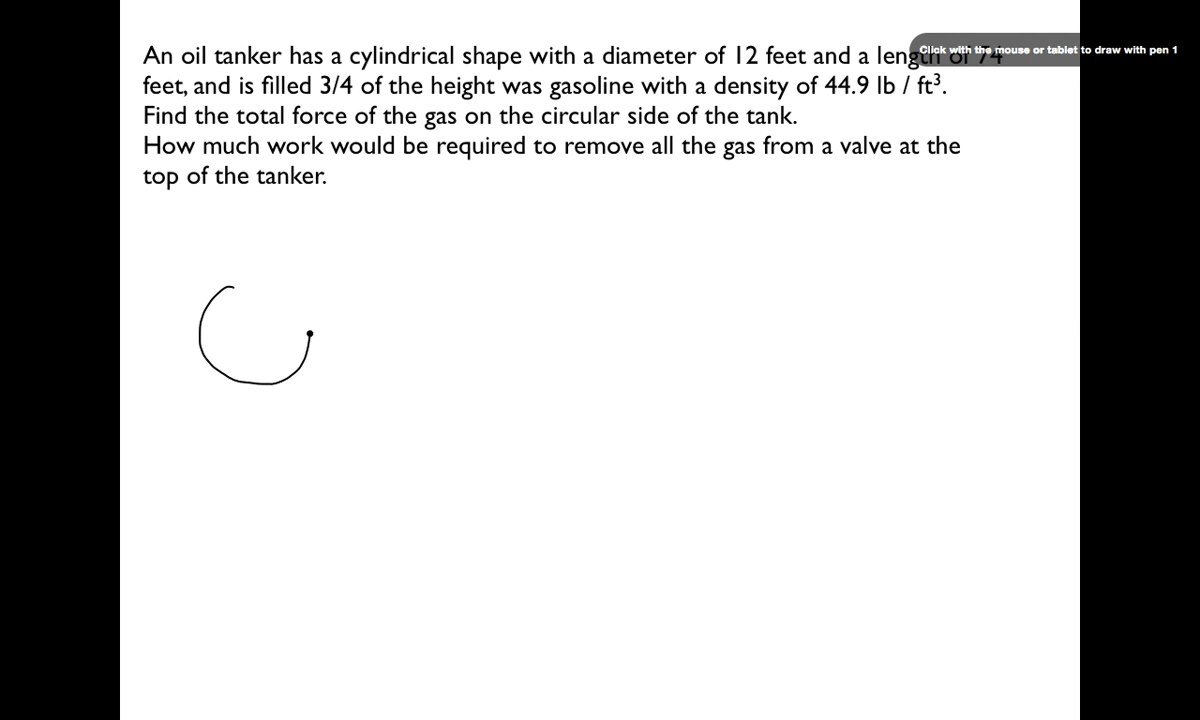 An oil tanker has a cylindrical shape with a diameter of 12 feet and a length of 74
Click with the mouse or tablet to draw with pen 1
feet, and is filled 3/4 of the height was gasoline with a density of 44.9 lb / ft³.
Find the total force of the gas on the circular side of the tank.
How much work would be required to remove all the gas from a valve at the
top of the tanker.